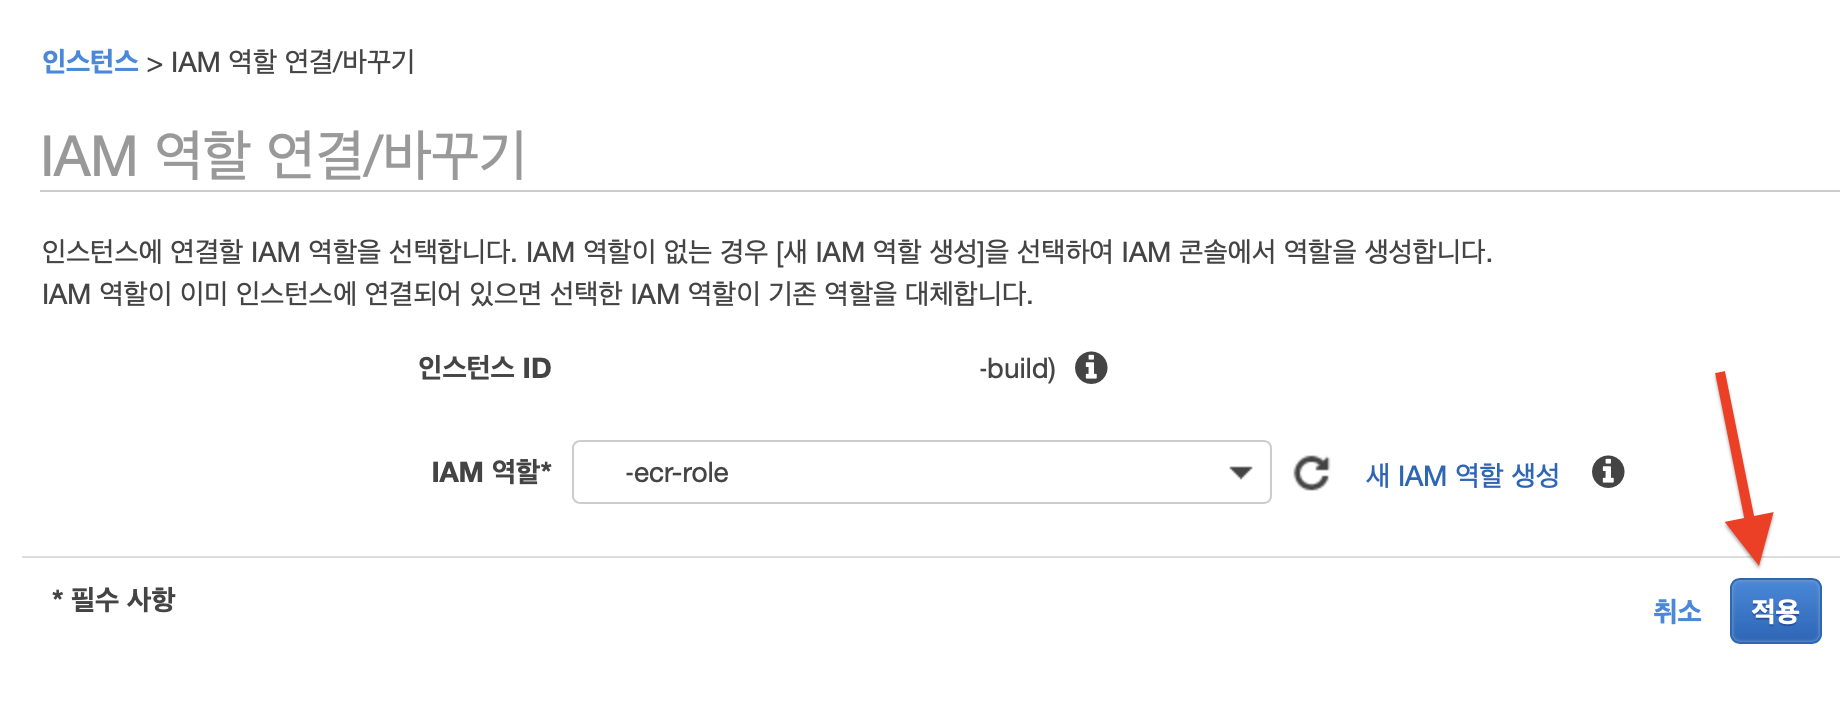 인스턴스 > IAM 역할 연결/바꾸기
IAM 역할 연결/바꾸기
인스턴스에 연결할 IAM 역할을 선택합니다. IAM 역할이 없는 경우 [새 IAM 역할 생성]을 선택하여 IAM 콘솔에서 역할을 생성합니다.
IAM 역할이 이미 인스턴스에 연결되어 있으면 선택한 IAM 역할이 기존 역할을 대체합니다.
인스턴스 ID -build)
IAM 역할* -ecr-role 새 IAM 역할 생성
* 필수 사항
취소 적용